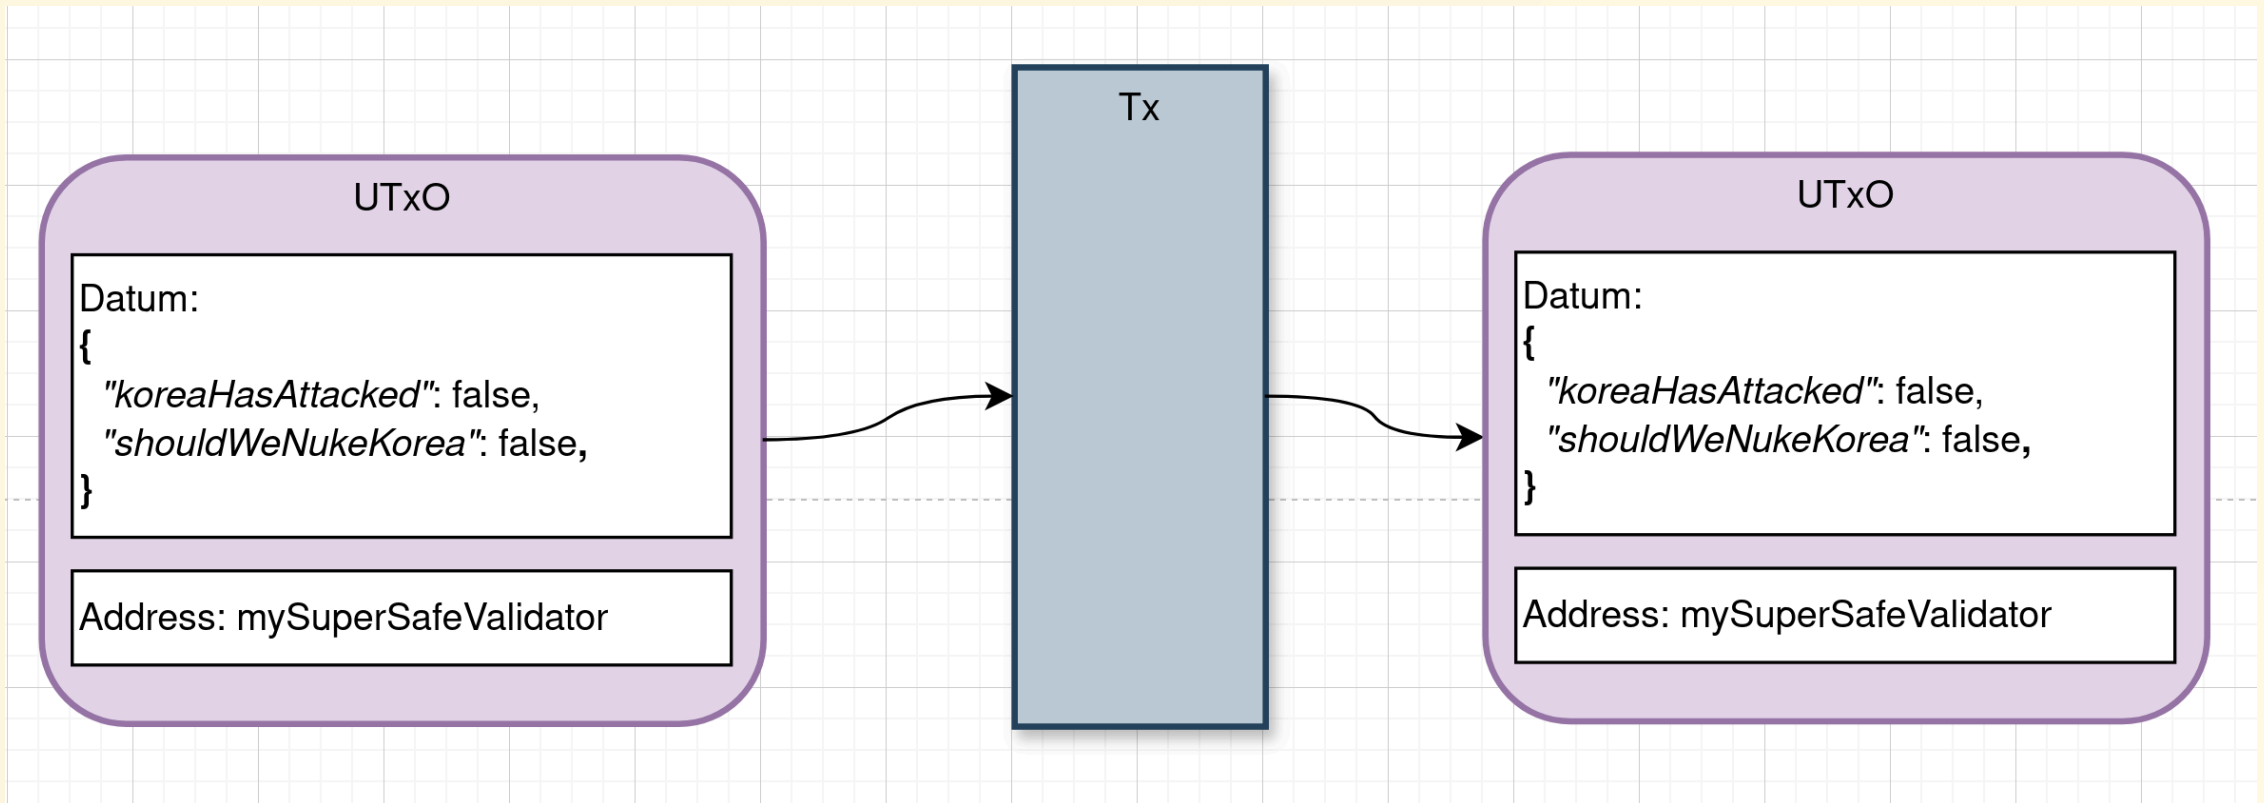 UTxO
Datum:
{
"koreaHasAttacked": false,
"shouldWeNukeKorea": false,
}
Address: mySuperSafeValidator
Tx
UTxO
Datum:
{
"koreaHasAttacked": false,
"shouldWeNukeKorea": false,
}
Address: mySuperSafeValidator